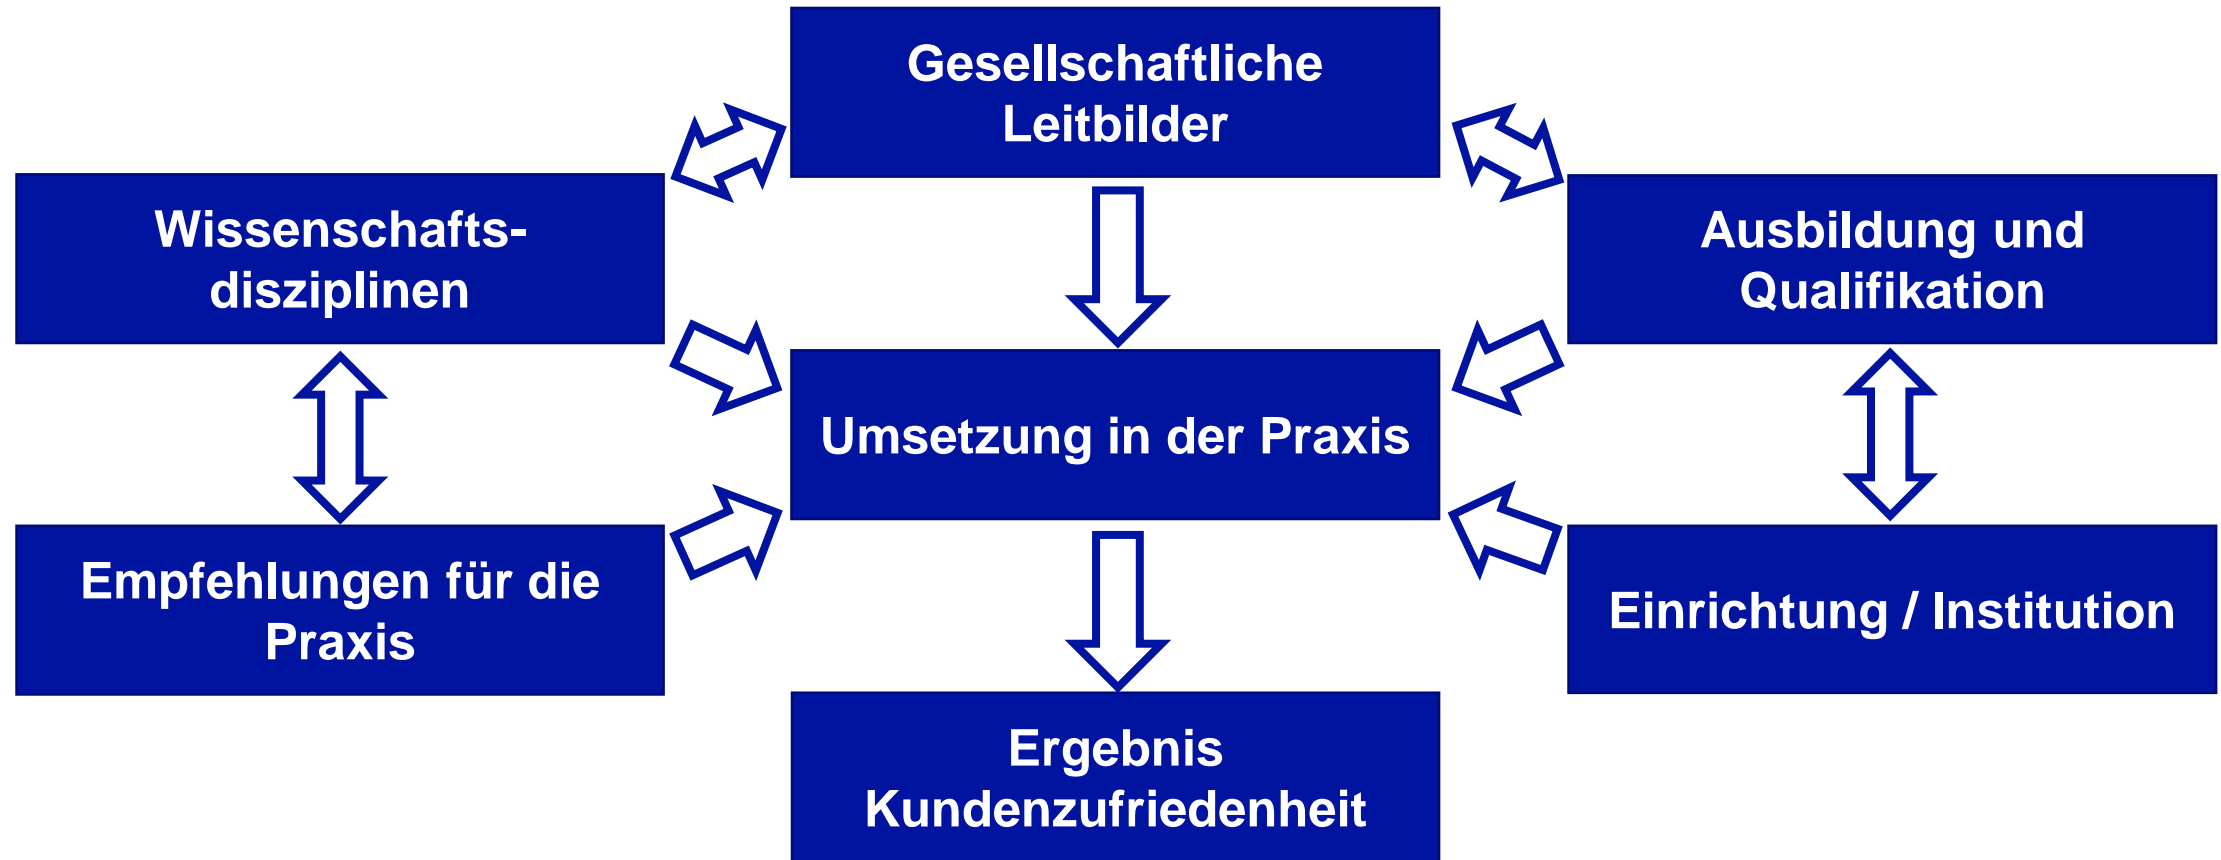 Gesellschaftliche
Leitbilder
Wissenschafts-
disziplinen
Ausbildung und
Qualifikation
Umsetzung in der Praxis
Empfehlungen für die
Praxis
Einrichtung / Institution
Ergebnis
Kundenzufriedenheit